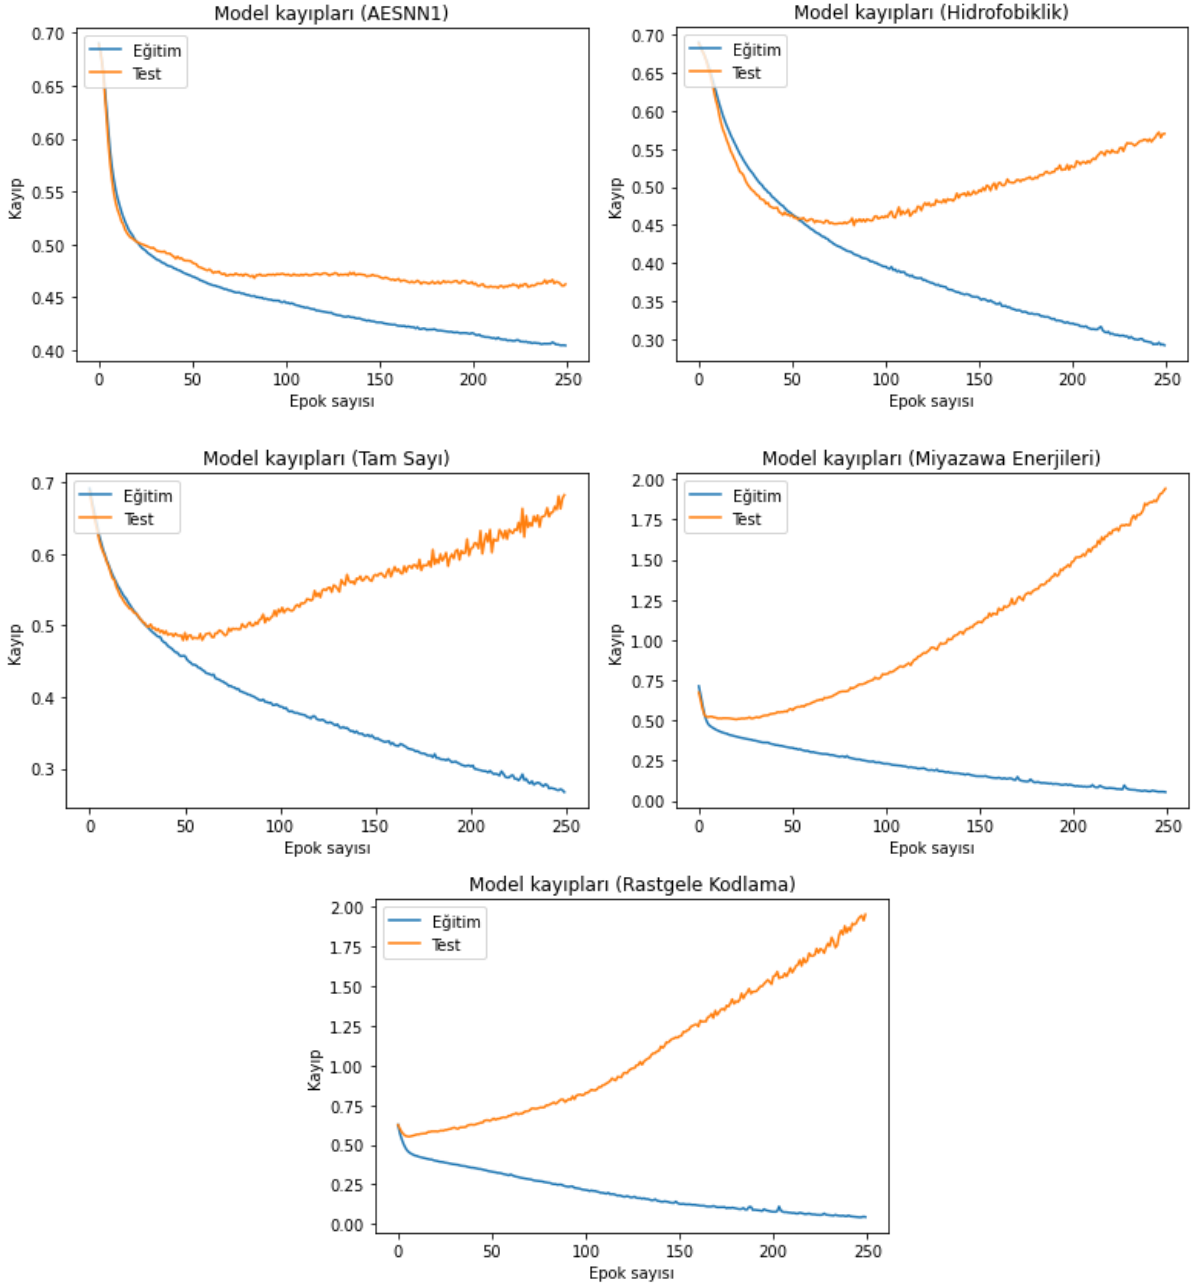 Model kayıpları (AESNN1)
Eğitim
Test
Kayıp
0.70
0.65
0.60
0.55
0.50
0.45
0.40
0 50 100 150 200 250
Epok sayısı
Model kayıpları (Hidrofobiklik)
Eğitim
Test
Kayıp
0.70
0.65
0.60
0.55
0.50
0.45
0.40
0.35
0.30
0 50 100 150 200 250
Epok sayısı
Model kayıpları (Tam Sayı)
Eğitim
Test
Kayıp
0.7
0.6
0.5
0.4
0.3
0 50 100 150 200 250
Epok sayısı
Model kayıpları (Miyazawa Enerjileri)
Eğitim
Test
Kayıp
2.00
1.75
1.50
1.25
1.00
0.75
0.50
0.25
0.00
0 50 100 150 200 250
Epok sayısı
Model kayıpları (Rastgele Kodlama)
Eğitim
Test
Kayıp
2.00
1.75
1.50
1.25
1.00
0.75
0.50
0.25
0.00
0 50 100 150 200 250
Epok sayısı